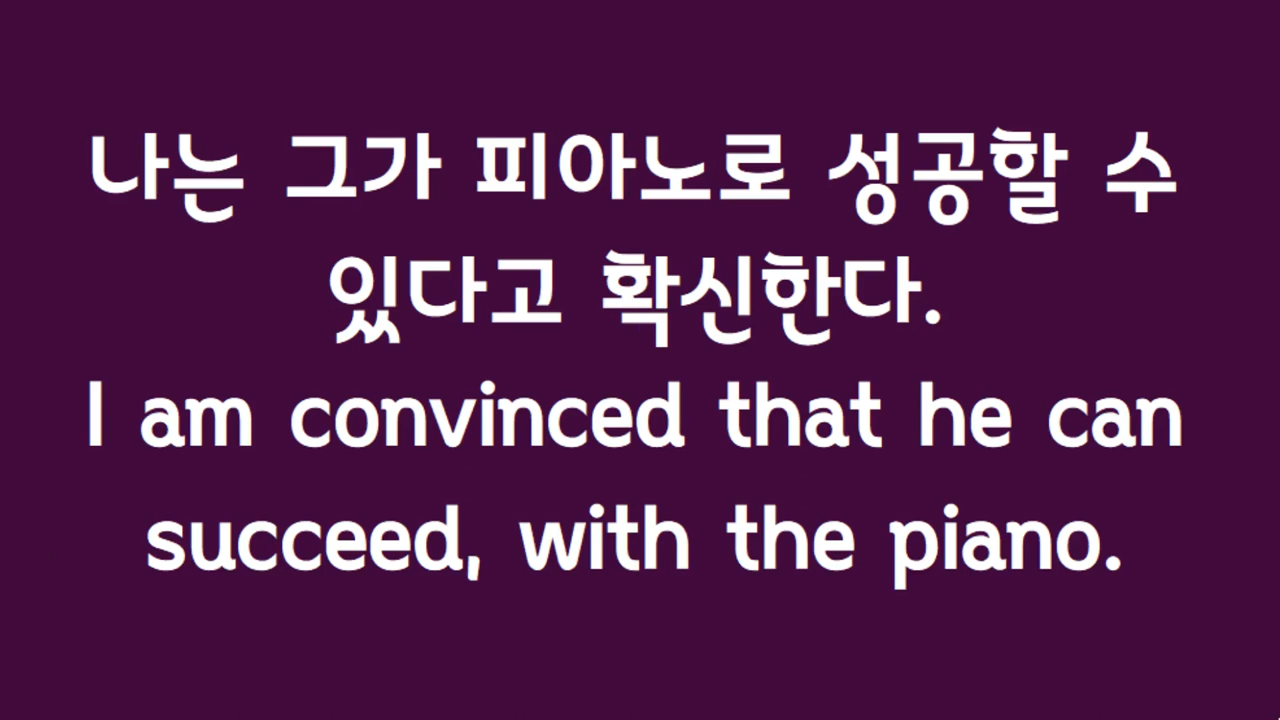 나는 그가 피아노로 성공할 수
있다고 확신한다.
I am convinced that he can
succeed, with the piano.